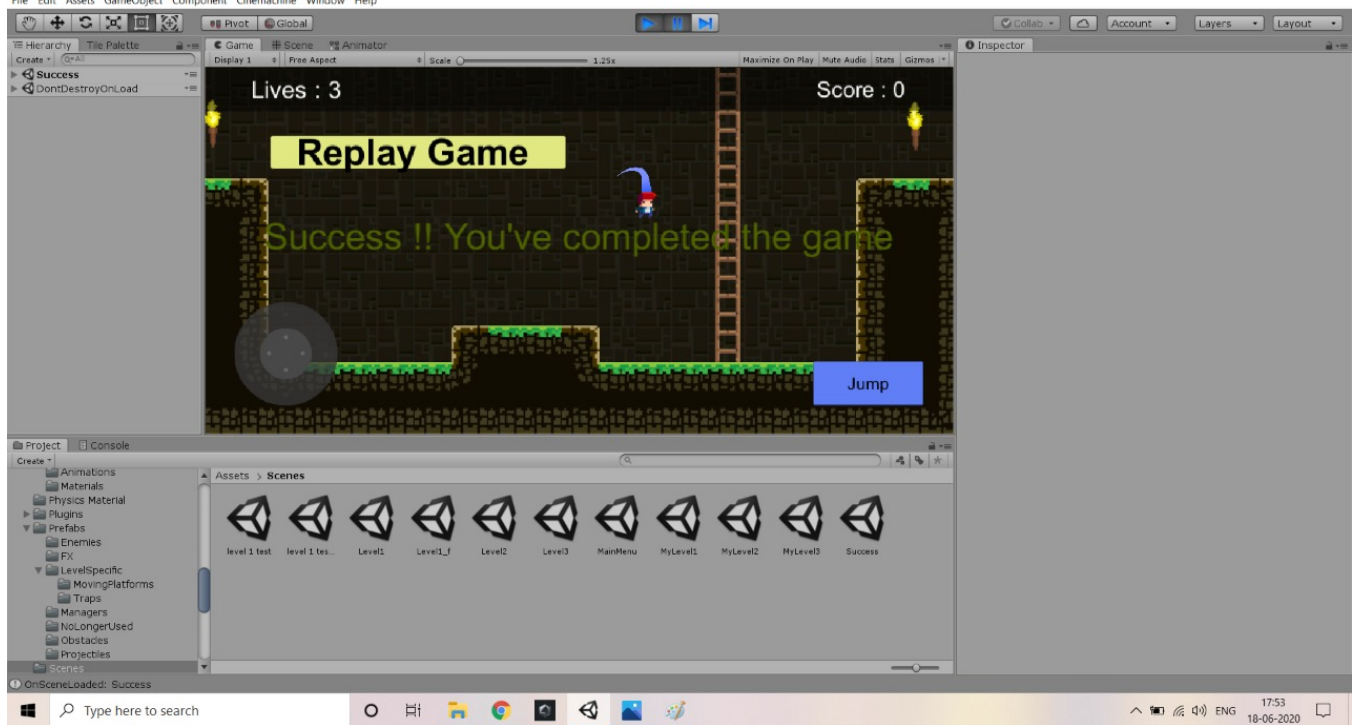 File Edit Assets GameObject Component Cinemachine Window Help
Pivot Global Collab Account Layers Layout
Hierarchy Tile Palette Game Scene Animator Inspector
Create All Display 1 Free Aspect Scale 1.25x Maximize On Play Mute Audio Stats Gizmos
Success
DontDestroyOnLoad
Lives : 3 Score : 0
Replay Game
Success !! You've completed the game
Jump
Project Console
Create
Animations
Materials
Physics Material
Plugins
Prefabs
Enemies
FX
LevelSpecific
MovingPlatforms
Traps
Managers
NoLongerUsed
Obstacles
Projectiles
Scenes
Assets > Scenes
level 1 test level 1 tes... Level1 Level1_f Level2 Level3 MainMenu MyLevel1 MyLevel2 MyLevel3 Success
OnSceneLoaded: Success
Type here to search ENG 17:53
18-06-2020